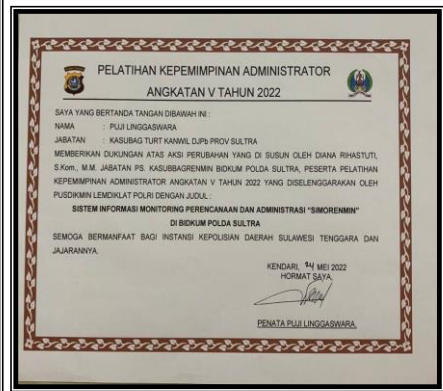 PELATIHAN KEPEMIMPINAN ADMINISTRATOR
ANGKATAN V TAHUN 2022
SAYA YANG BERTANDA TANGAN DIBAWAH INI :
NAMA : PUJI LINGGASWARA
JABATAN : KASUBAG TURT KANWIL DJPb PROV SULTRA
MEMBERIKAN DUKUNGAN ATAS AKSI PERUBAHAN YANG DI SUSUN OLEH DIANA RIHASTUTI,
S.Kom., M.M. JABATAN PS. KASUBBAGRENMIN BIDKUM POLDA SULTRA, PESERTA PELATIHAN
KEPEMIMPINAN ADMINISTRATOR ANGKATAN V TAHUN 2022 YANG DISELENGGARAKAN OLEH
PUSDIKMIN LEMDIKLAT POLRI DENGAN JUDUL :
SISTEM INFORMASI MONITORING PERENCANAAN DAN ADMINISTRASI "SIMORENMIN"
DI BIDKUM POLDA SULTRA
SEMOGA BERMANFAAT BAGI INSTANSI KEPOLISIAN DAERAH SULAWESI TENGGARA DAN
JAJARANNYA.
KENDARI, 24 MEI 2022
HORMAT SAYA,
PENATA PUJI LINGGASWARA